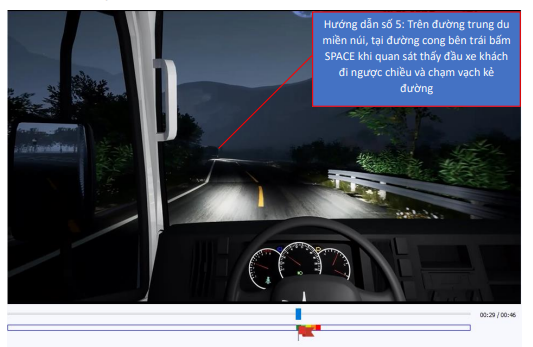 Hướng dẫn số 5: Trên đường trung du
miền núi, tại đường cong bên trái bấm
SPACE khi quan sát thấy đầu xe khách
đi ngược chiều và chạm vạch kẻ
đường
00:29 / 00:46